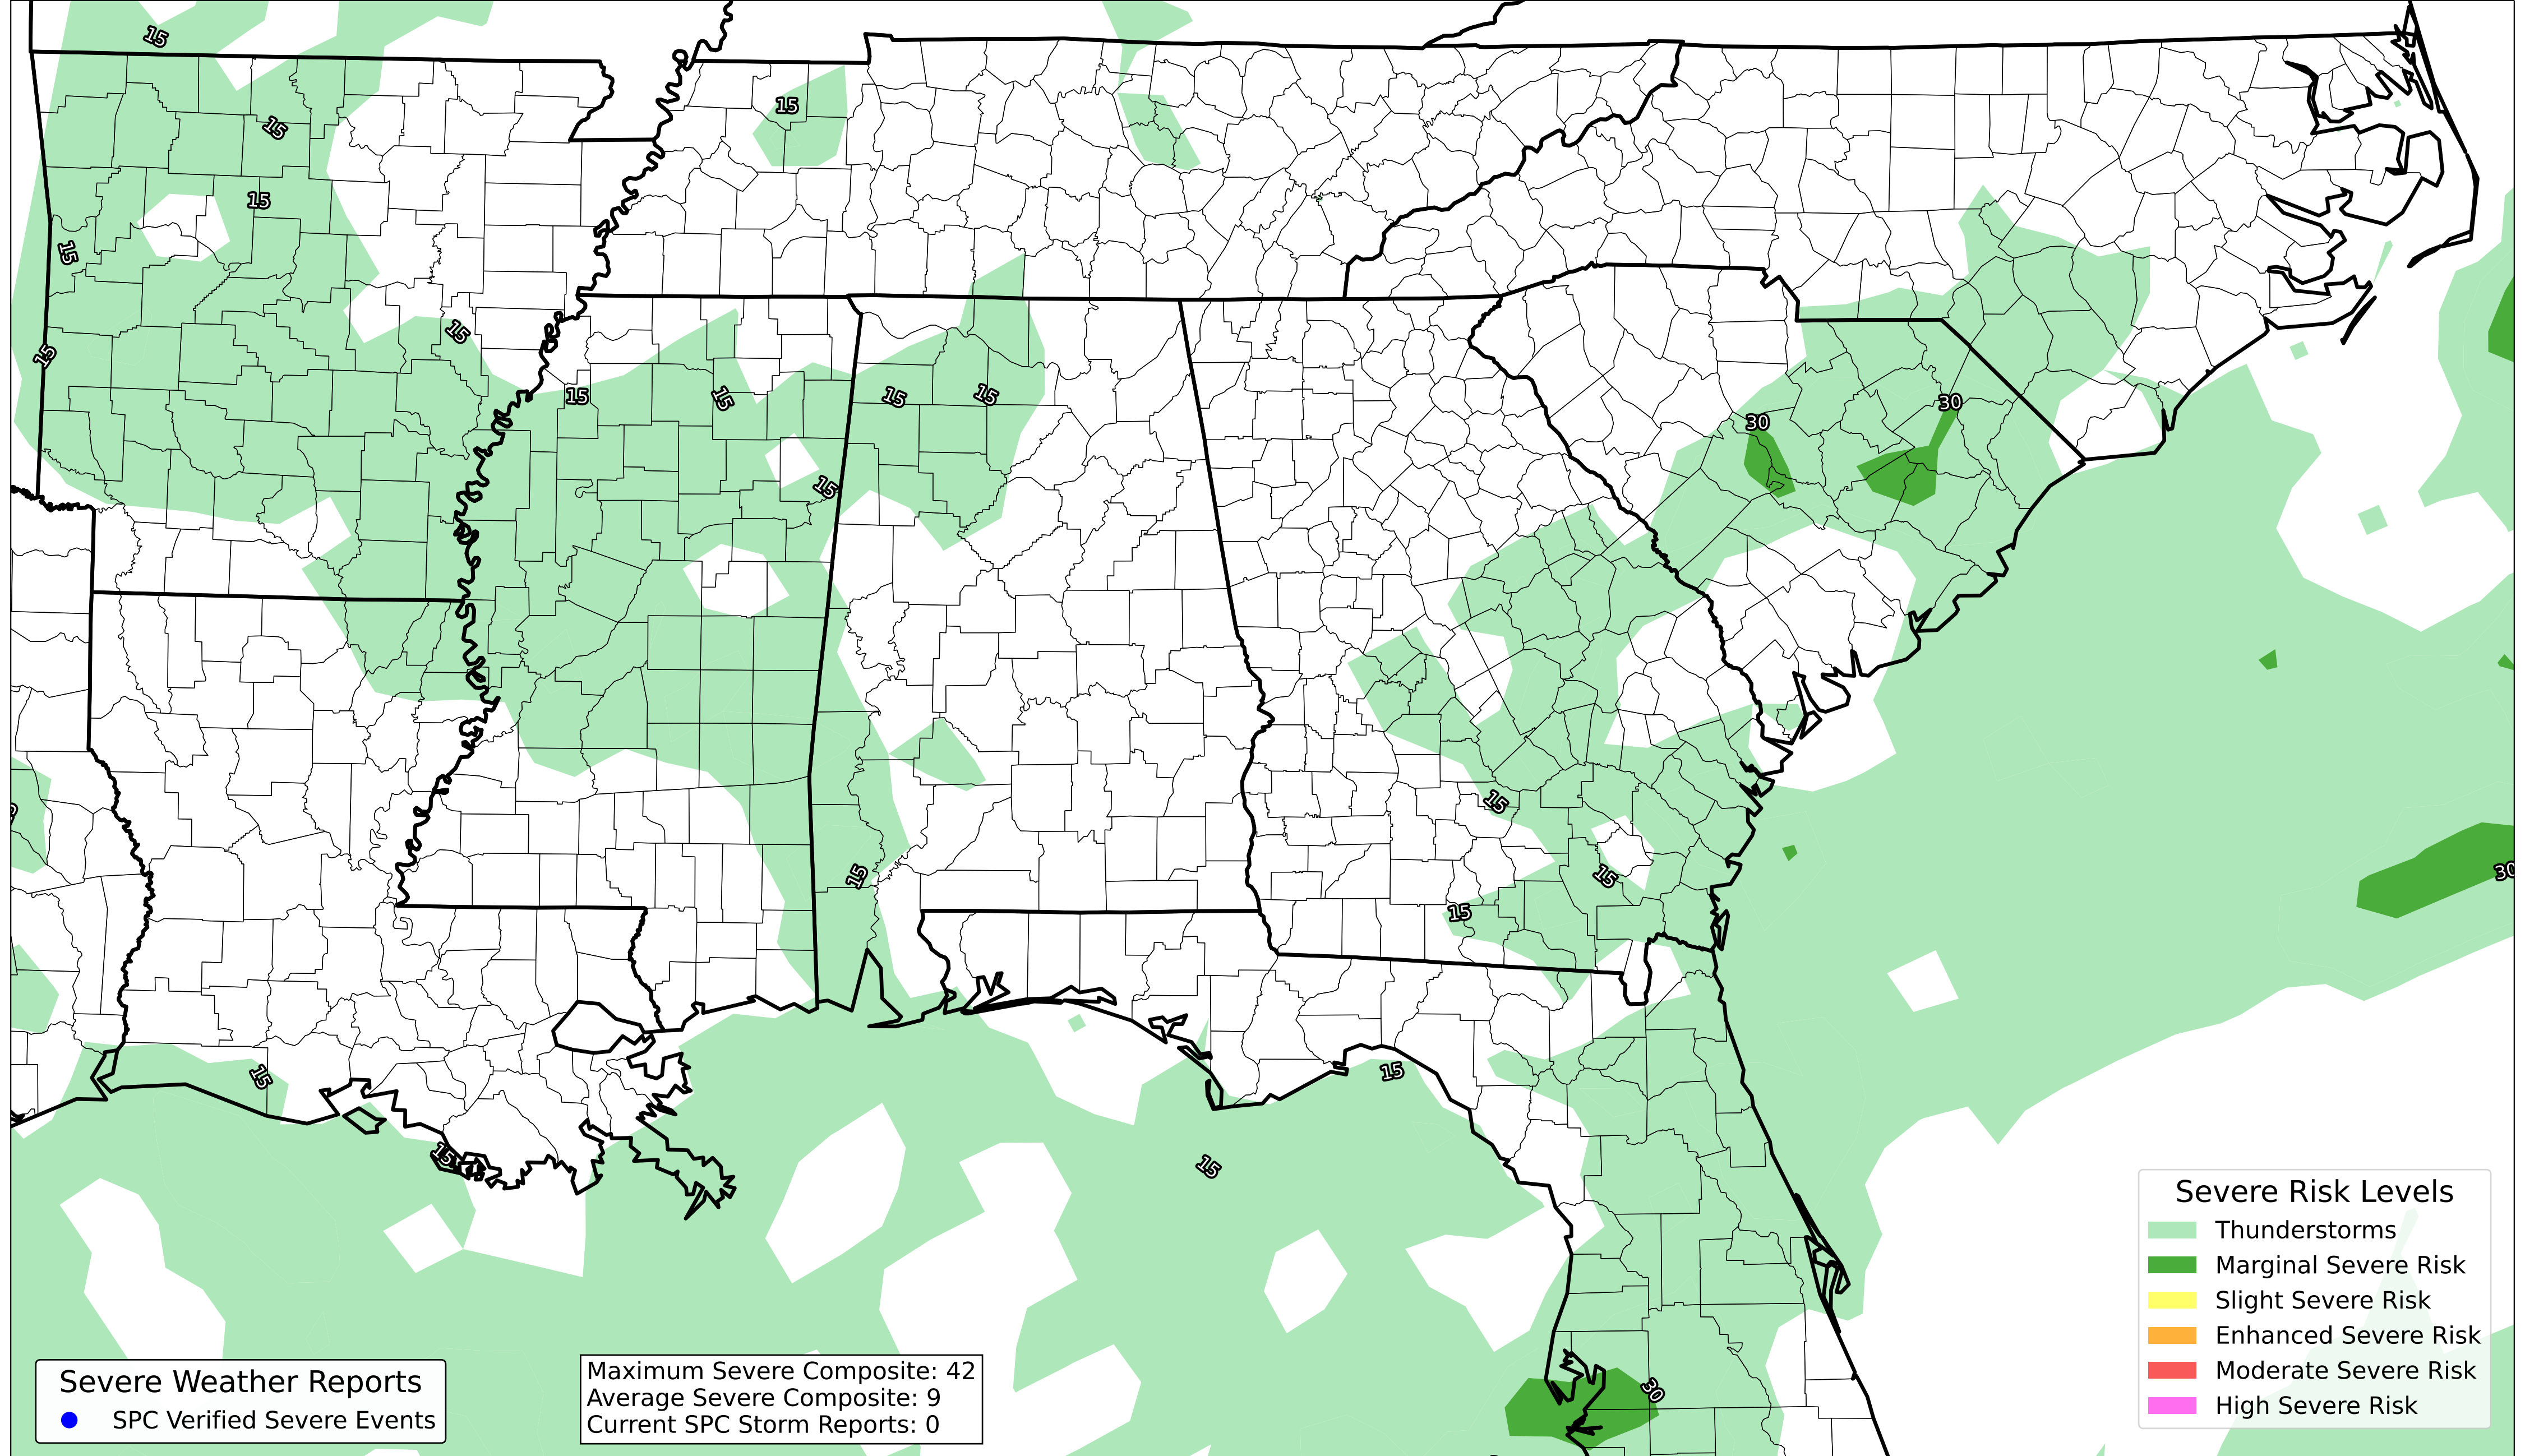 15
15
15
15
15
15
30
15
15
15
15
30
15
15
15
15
30
15
15
15
15
15
15
30
Severe Risk Levels
Thunderstorms
Marginal Severe Risk
Slight Severe Risk
Enhanced Severe Risk
Moderate Severe Risk
High Severe Risk
Severe Weather Reports
SPC Verified Severe Events
Maximum Severe Composite: 42
Average Severe Composite: 9
Current SPC Storm Reports: 0